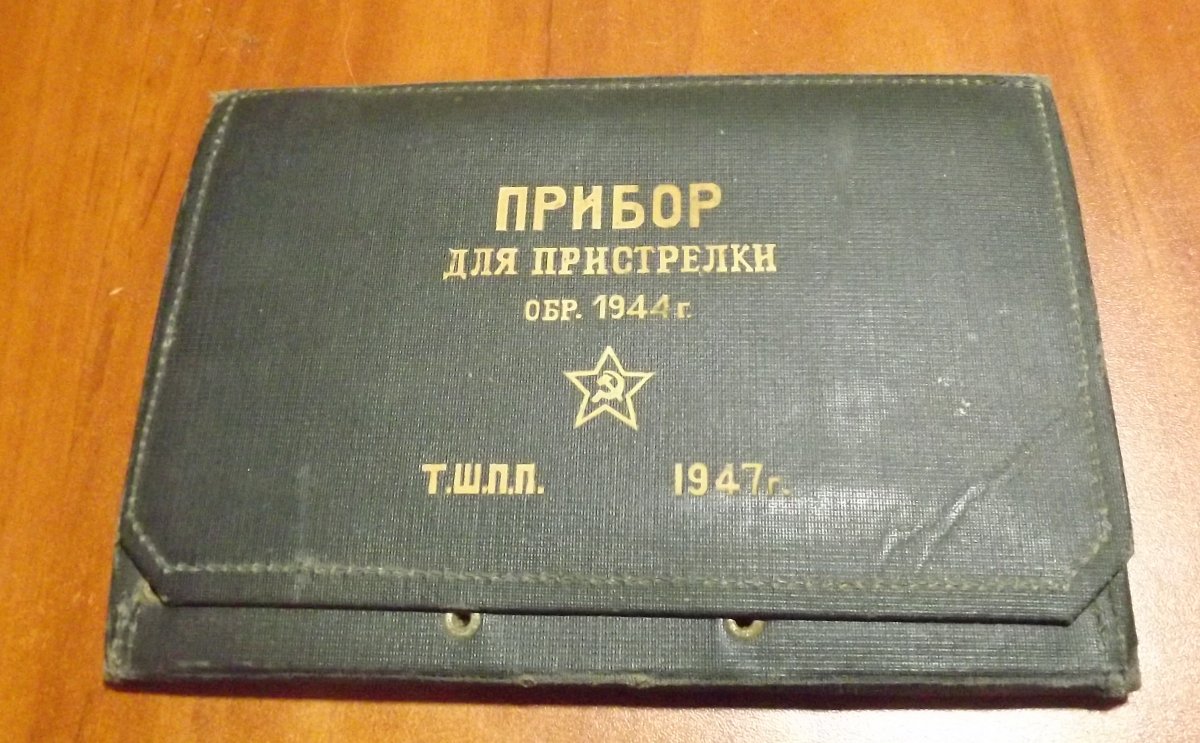 ПРИБОР
ДЛЯ ПРИСТРЕЛКИ
ОБР. 1944 г.
Т.Ш.П.П. 1947 г.